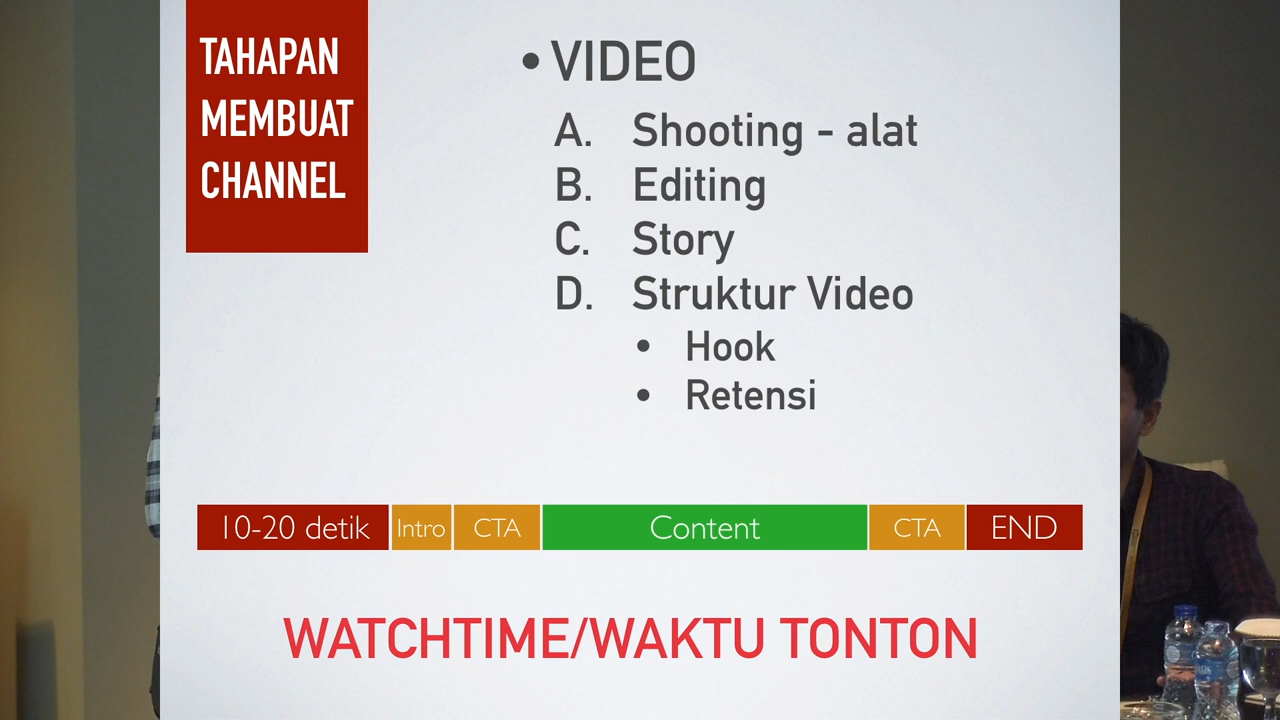 TAHAPAN
MEMBUAT
CHANNEL
• VIDEO
A. Shooting - alat
B. Editing
C. Story
D. Struktur Video
• Hook
• Retensi
10-20 detik Intro CTA Content CTA END
WATCHTIME/WAKTU TONTON